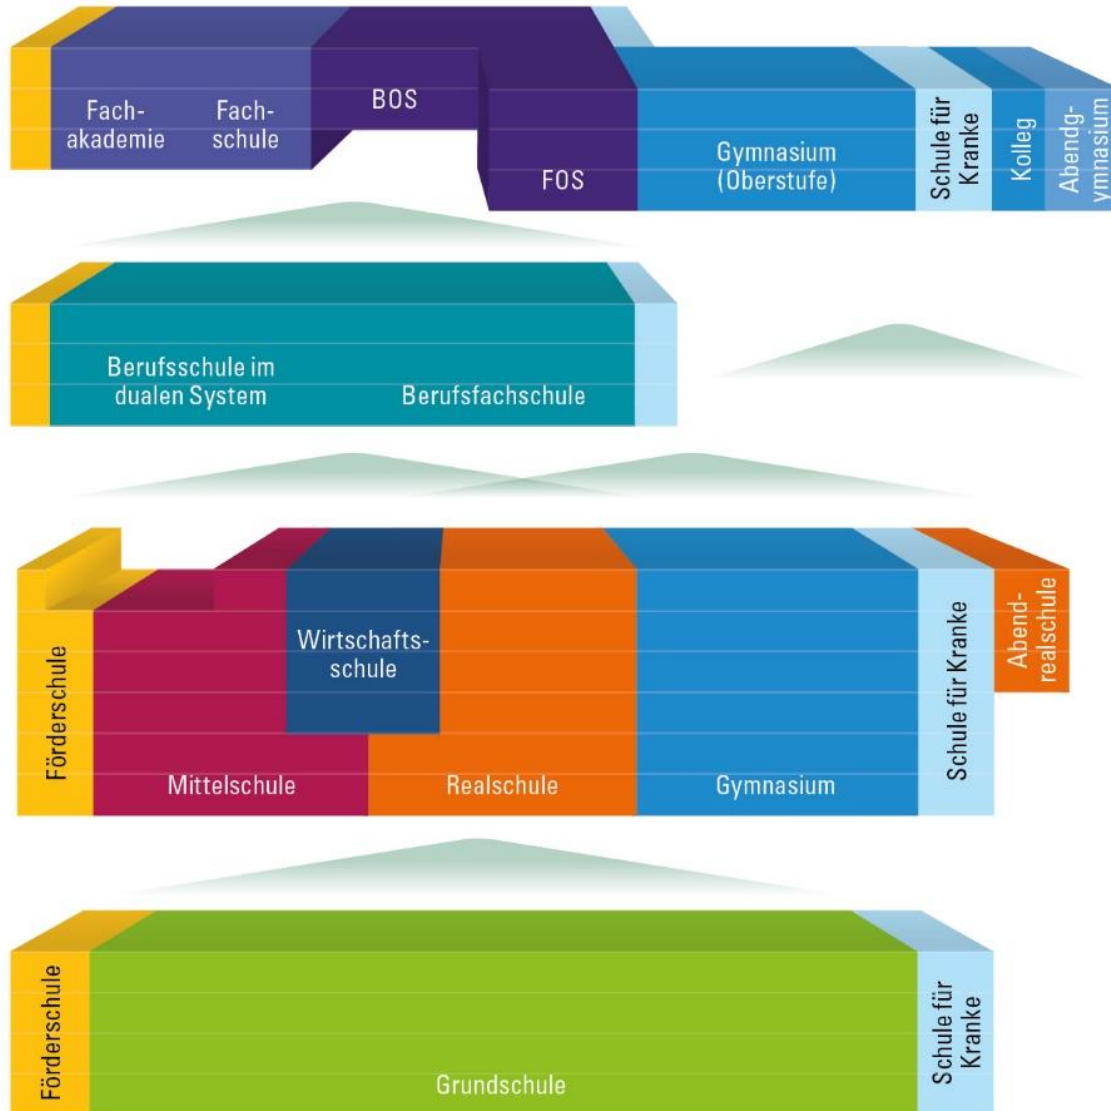 Fach-
akademie
Fach-
schule
BOS
FOS
Gymnasium
(Oberstufe)
Schule für
Kranke
Kolleg
Abendg-
ymnasium
Berufsschule im
dualen System
Berufsfachschule
Förderschule
Mittelschule
Wirtschafts-
schule
Realschule
Gymnasium
Schule für Kranke
Abend-
realschule
Förderschule
Grundschule
Schule für
Kranke